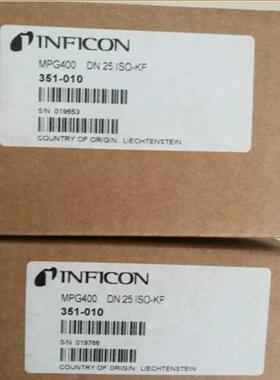 INFICON
MPG400 DN 25 ISO-KF
351-010
S/N 019653
COUNTRY OF ORIGIN: LIECHTENSTEIN
INFICON
MPG400 DN 25 ISO-KF
351-010
S/N 019766
COUNTRY OF ORIGIN: LIECHTENSTEIN